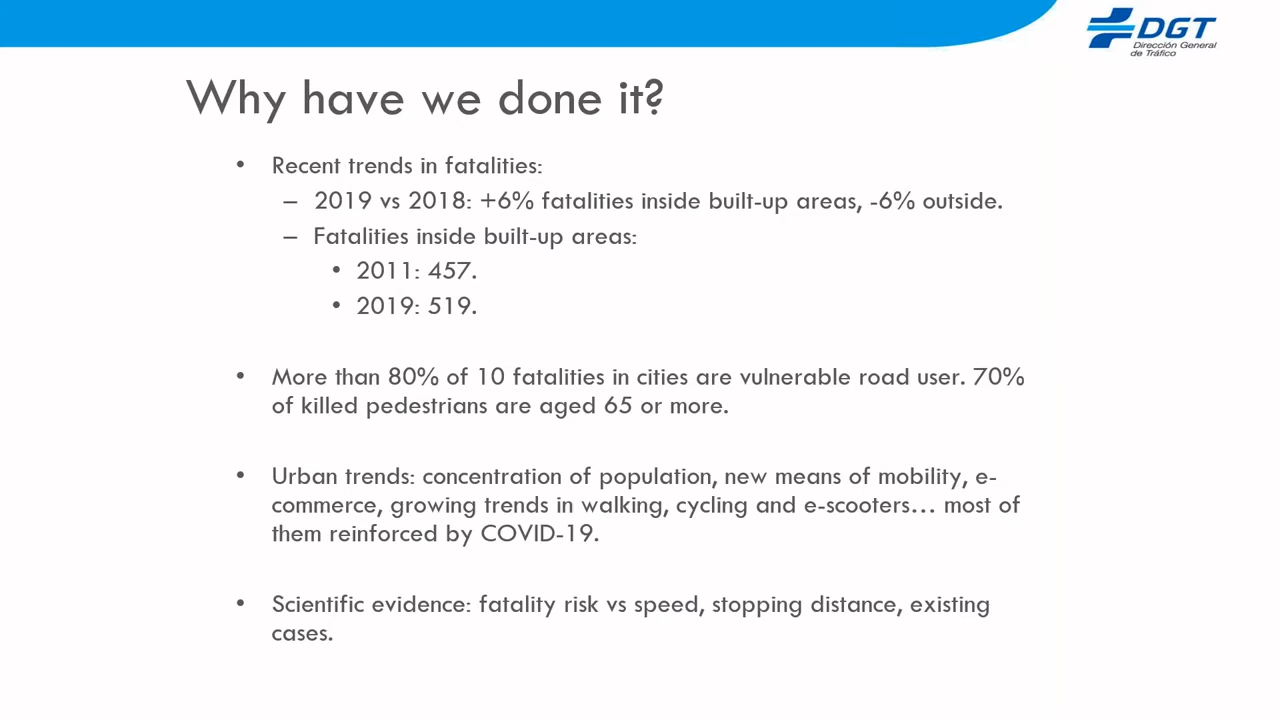 DGT
Dirección General
de Tráfico
Why have we done it?
• Recent trends in fatalities:
– 2019 vs 2018: +6% fatalities inside built-up areas, -6% outside.
– Fatalities inside built-up areas:
• 2011: 457.
• 2019: 519.
• More than 80% of 10 fatalities in cities are vulnerable road user. 70%
of killed pedestrians are aged 65 or more.
• Urban trends: concentration of population, new means of mobility, e-
commerce, growing trends in walking, cycling and e-scooters… most of
them reinforced by COVID-19.
• Scientific evidence: fatality risk vs speed, stopping distance, existing
cases.